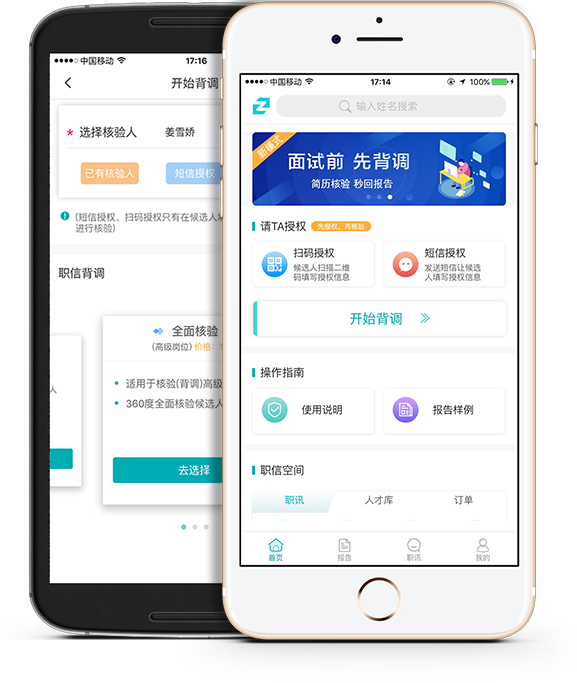 中国移动
17:16
开始背调
* 选择核验人
姜雪娇
已有核验人
短信授权
(短信授权、扫码授权只有在候选人
进行核验)
职信背调
人
全面核验
(高级岗位) 价格:
适用于核验(背调)高级
360度全面核验候选人
去选择
中国移动
17:14
100%
输入姓名搜索
新模式
面试前 先背调
简历核验 秒回报告
请TA授权
先授权，再核验
扫码授权
候选人扫描二维
码填写授权信息
短信授权
发送短信让候选
人填写授权信息
开始背调
操作指南
使用说明
报告样例
职信空间
职讯
人才库
订单
首页
报告
职讯
我的